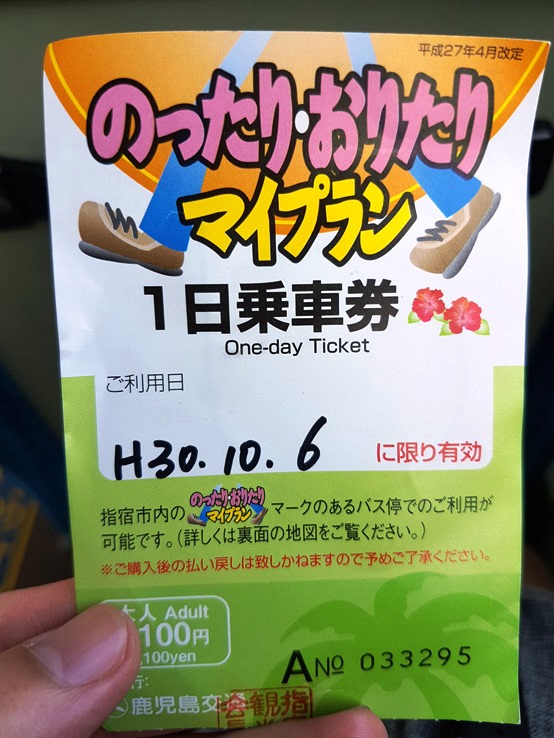 平成27年4月改定
のったり・おりたり
マイプラン
1日乗車券
One-day Ticket
ご利用日
H30.10.6 に限り有効
指宿市内の のったり・おりたり マイプラン マークのあるバス停でのご利用が
可能です。(詳しくは裏面の地図をご覧ください。)
※ご購入後の払い戻しは致しかねますので予めご了承ください。
大人 Adult
100円
,100yen
A No 033295
行:
鹿児島交通
指
観